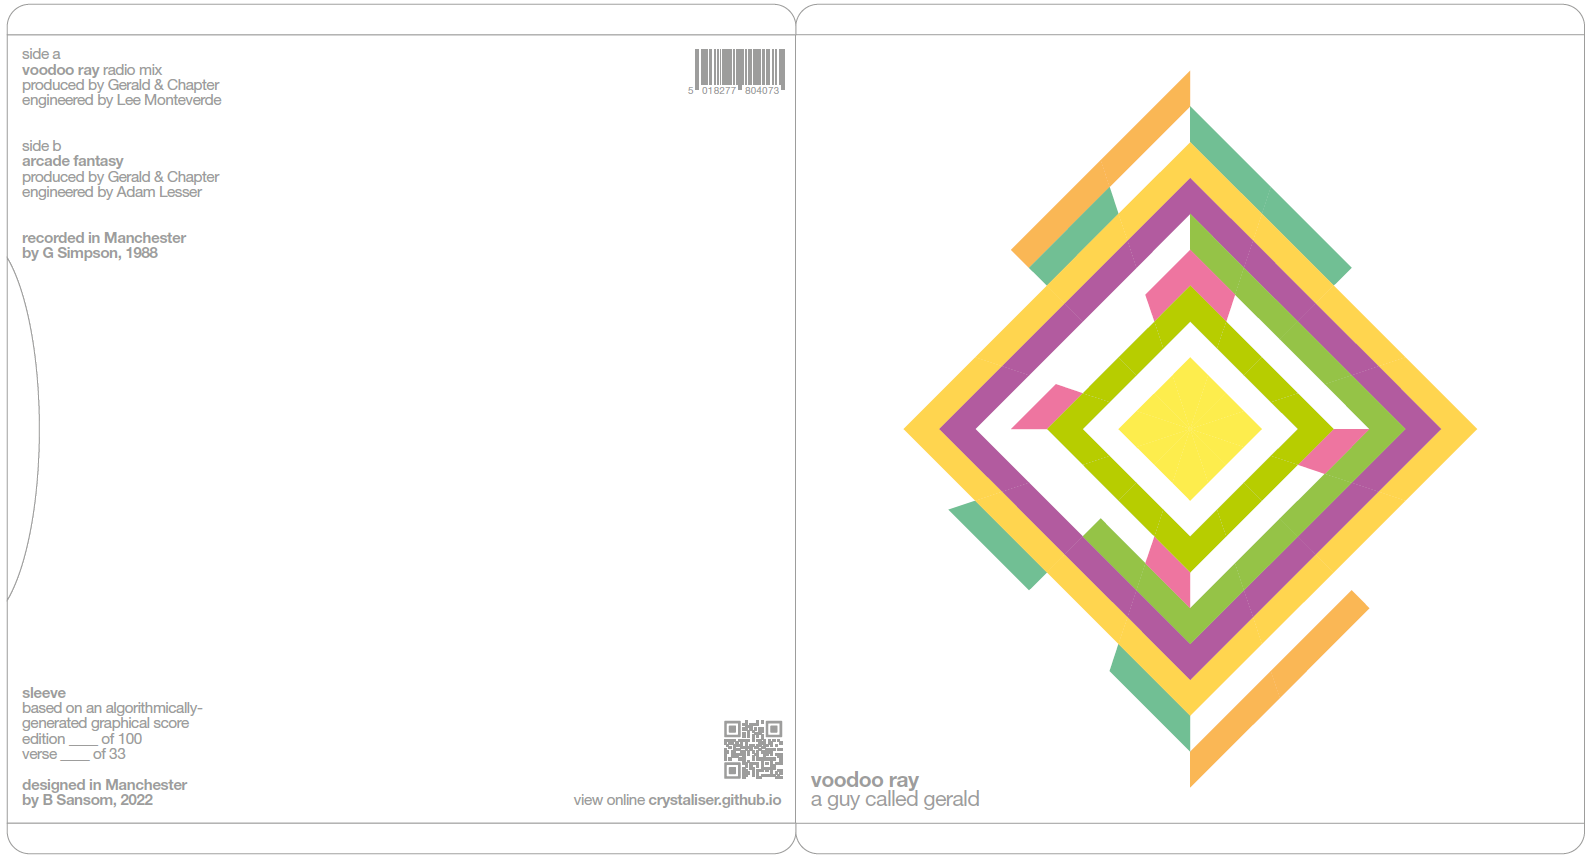 side a
voodoo ray radio mix
produced by Gerald & Chapter
engineered by Lee Monteverde
side b
arcade fantasy
produced by Gerald & Chapter
engineered by Adam Lesser
recorded in Manchester
by G Simpson, 1988
5 018277 804073
sleeve
based on an algorithmically-
generated graphical score
edition ____ of 100
verse ____ of 33
designed in Manchester
by B Sansom, 2022
view online crystaliser.github.io
voodoo ray
a guy called gerald